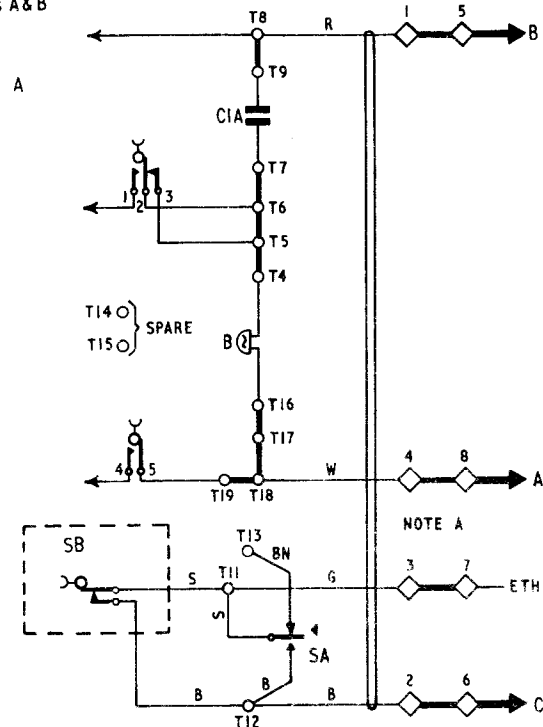 A&B
T8 R 1 5 B
A
T9
C1A
T7
1 2 3
T6
T5
T4
T14
SPARE
T15
B
T16
T17
4 5
T19 T18 W 4 8 A
NOTE A
SB
T13
BN
S T11 G 3 7 ETH
S
SA
B T12 B B 2 6 C